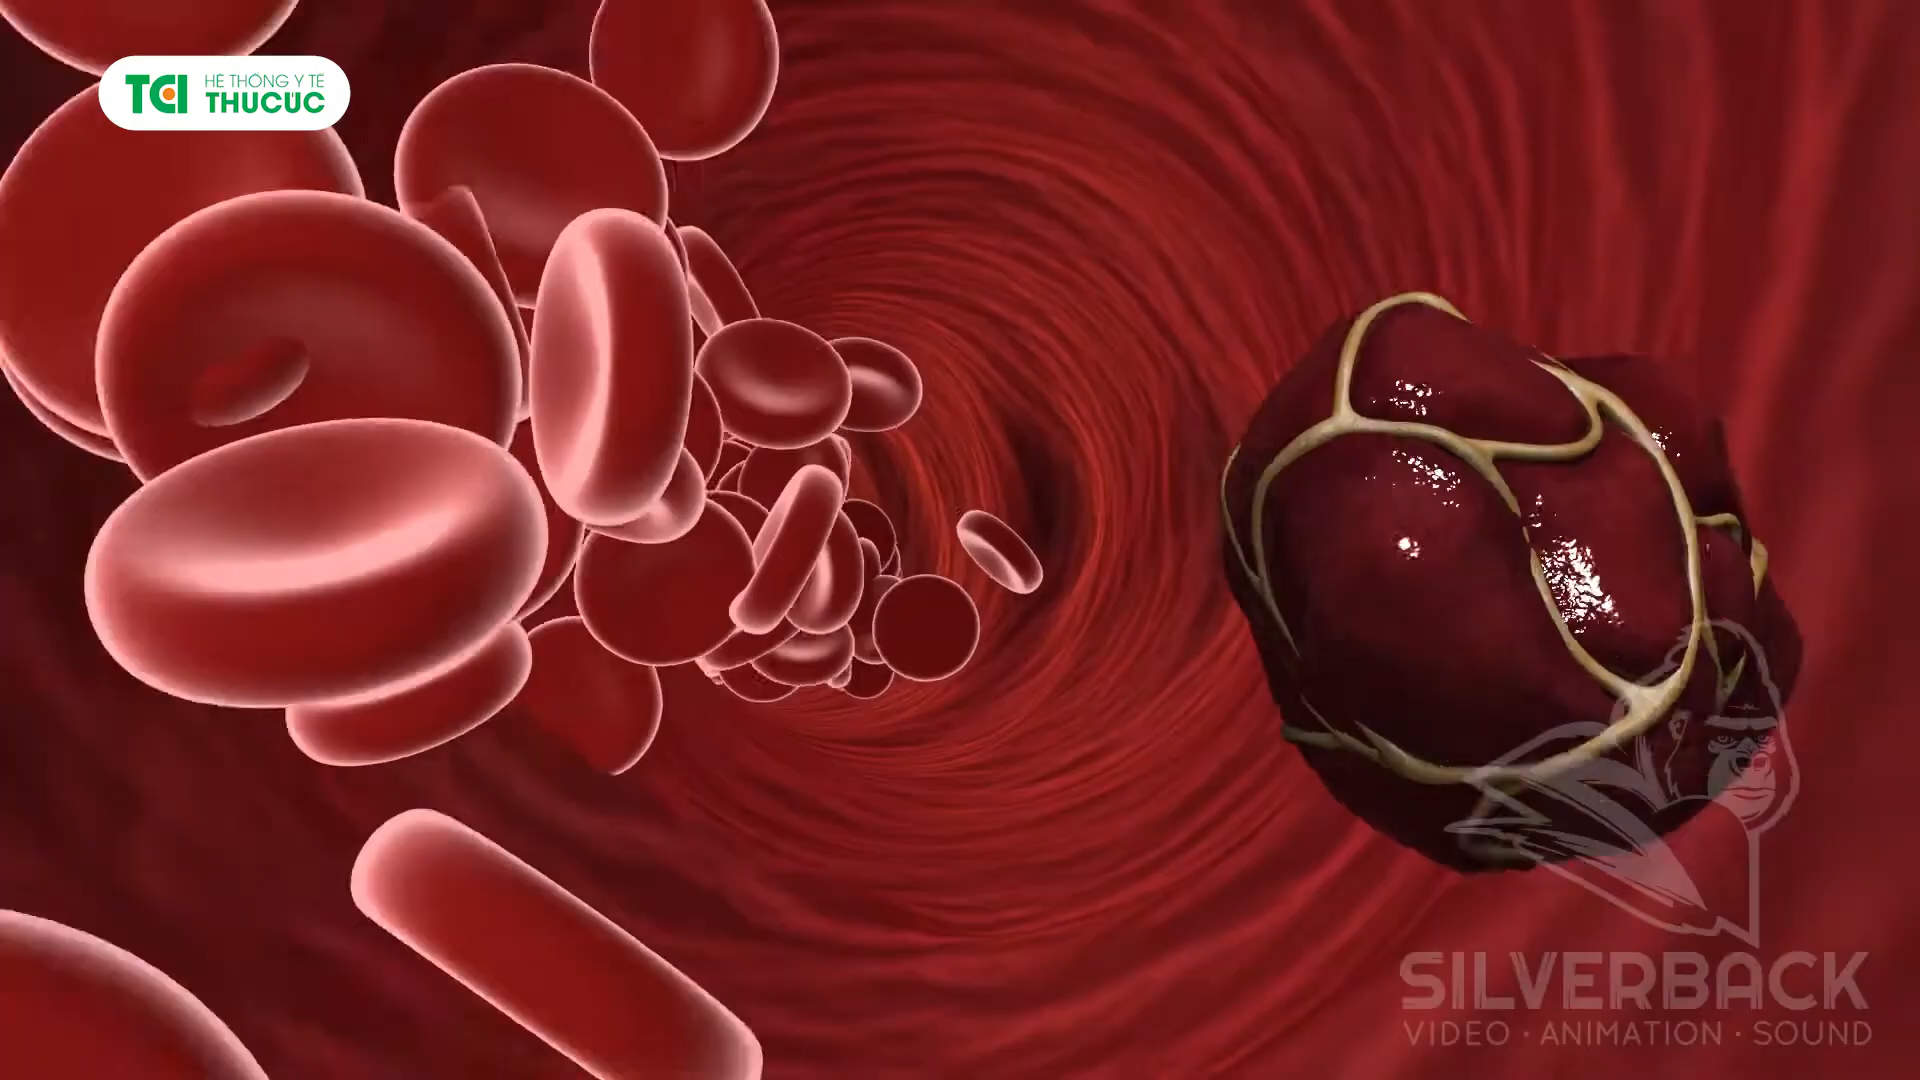 TCI HỆ THỐNG Y TẾ
THUCUC
SILVERBACK
VIDEO · ANIMATION · SOUND